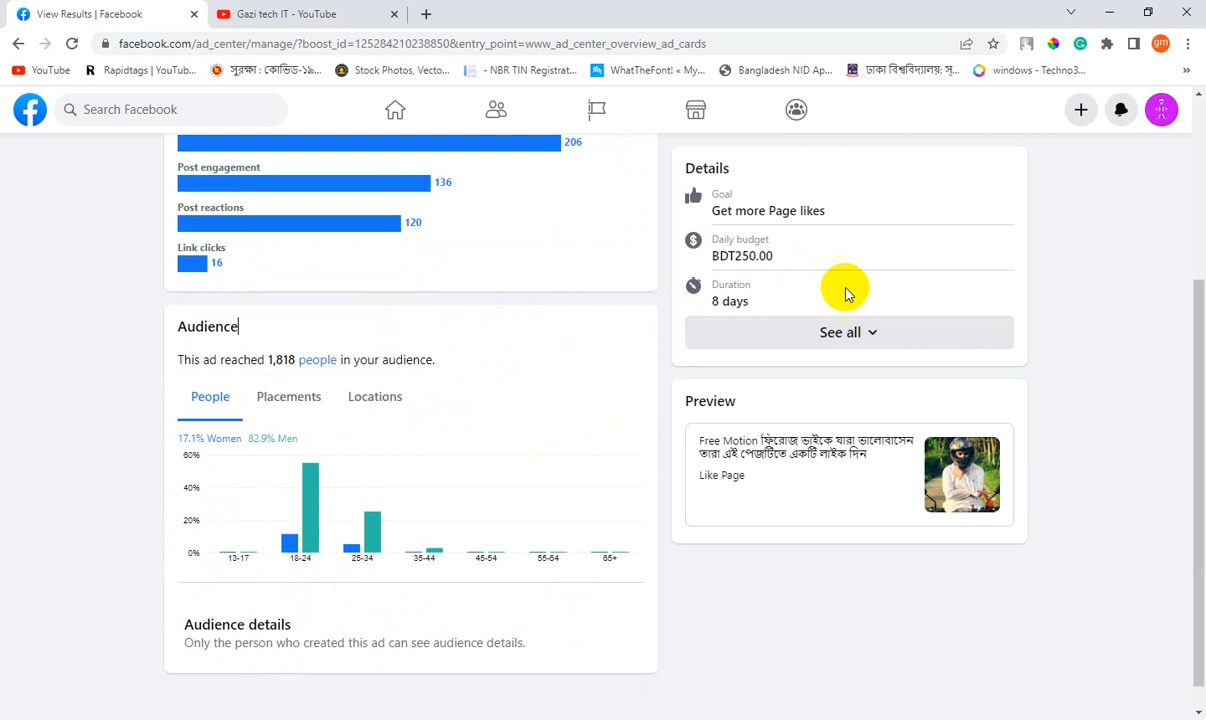 View Results | Facebook
Gazi tech IT - YouTube
facebook.com/ad_center/manage/?boost_id=125284210238850&entry_point=www_ad_center_overview_ad_cards
YouTube
Rapidtags | YouTub...
সুরক্ষা : কোভিড-১৯...
Stock Photos, Vecto...
- NBR TIN Registrat...
WhatTheFont! « My...
Bangladesh NID Ap...
ঢাকা বিশ্ববিদ্যালয়: স্...
windows - Techno3...
»
gm
Search Facebook
206
Post engagement
136
Post reactions
120
Link clicks
16
Audience
This ad reached 1,818 people in your audience.
People
Placements
Locations
17.1% Women 82.9% Men
60%
40%
20%
0%
13-17
18-24
25-34
35-44
45-54
55-64
65+
Audience details
Only the person who created this ad can see audience details.
Details
Goal
Get more Page likes
Daily budget
BDT250.00
Duration
8 days
See all
Preview
Free Motion ফিরোজ ভাইকে যারা ভালোবাসেন
তারা এই পেজটিতে একটি লাইক দিন
Like Page